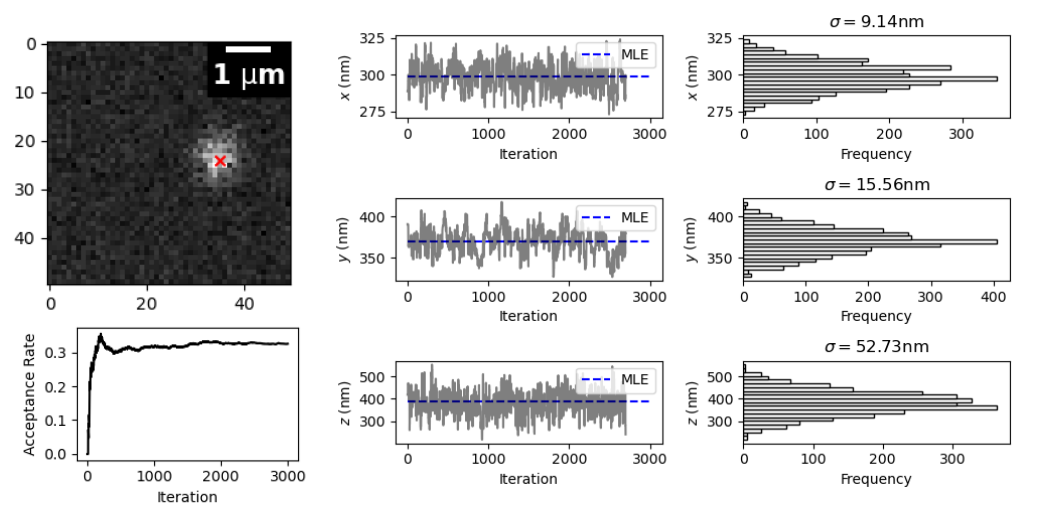 0
10
20
30
40
0 20 40
1 μm
Acceptance Rate
0.3
0.2
0.1
0.0
0 1000 3000
Iteration
x (nm)
325
300
275
MLE
0 1000 2000 3000
Iteration
y (nm)
400
350
MLE
0 1000 2000 3000
Iteration
z (nm)
500
400
300
MLE
0 1000 2000 3000
Iteration
σ = 9.14nm
x (nm)
325
300
275
0 100 200 300
Frequency
σ = 15.56nm
y (nm)
400
350
0 100 200 300 400
Frequency
σ = 52.73nm
z (nm)
500
400
300
0 100 200 300
Frequency